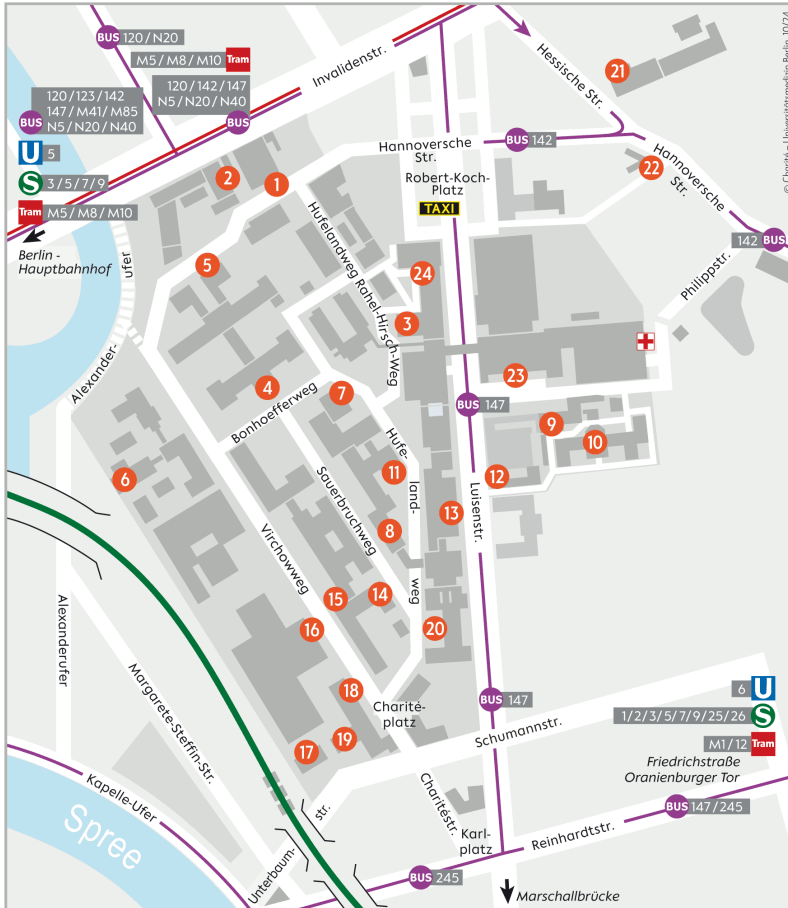 BUS 120/N20
M5/M8/M10 Tram
120/142/147
N5/N20/N40
BUS
120/123/142
147/M41/M85
N5/N20/N40
BUS
U 5
S 3/5/7/9
Tram M5/M8/M10
Berlin -
Hauptbahnhof
Invalidenstr.
Hessische Str.
21
© Charité – Universitätsmedizin Berlin, 10/24
Hannoversche
Str.
BUS 142
Hannoversche
Str.
22
142 BUS
Philippstr.
Robert-Koch-
Platz
TAXI
2
1
Hufelandweg
Rahel-Hirsch-Weg
5
24
3
Alexander-
ufer
4
7
Bonhoefferweg
23
BUS 147
9
10
6
11
Hufe-
land-
weg
12
Sauerbruchweg
13
Luisenstr.
8
Virchowweg
14
15
16
20
Alexanderufer
Margarete-Steffin-Str.
18
Charité-
platz
19
17
BUS 147
Schumannstr.
6 U
1/2/3/5/7/9/25/26 S
M1/12 Tram
Friedrichstraße
Oranienburger Tor
Kapelle-Ufer
Spree
Unterbaum-
str.
Charitéstr.
Karl-
platz
Reinhardtstr.
BUS 147/245
BUS 245
Marschallbrücke